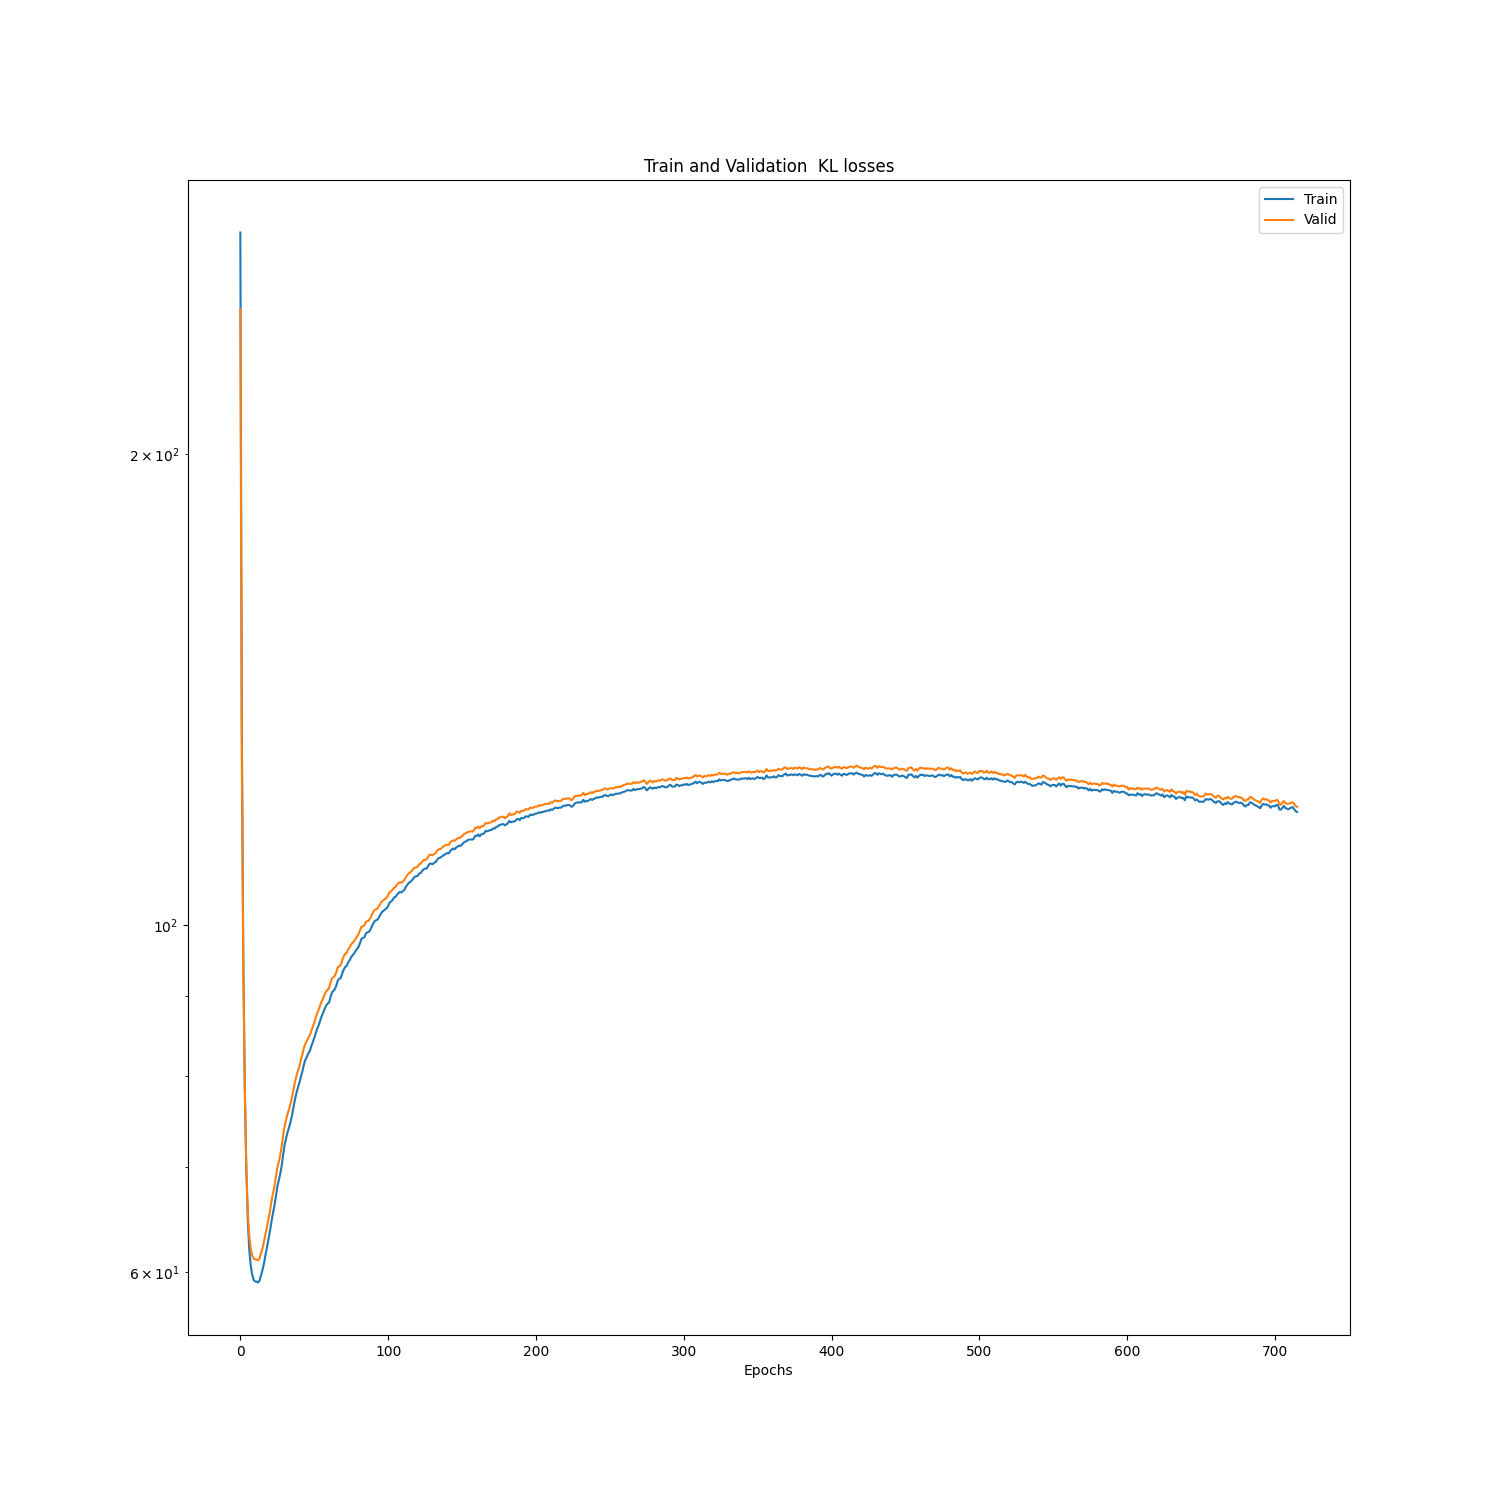 Train and Validation  KL losses
Train
Valid
2 × 10²
10²
6 × 10¹
0 100 200 300 400 500 600 700
Epochs